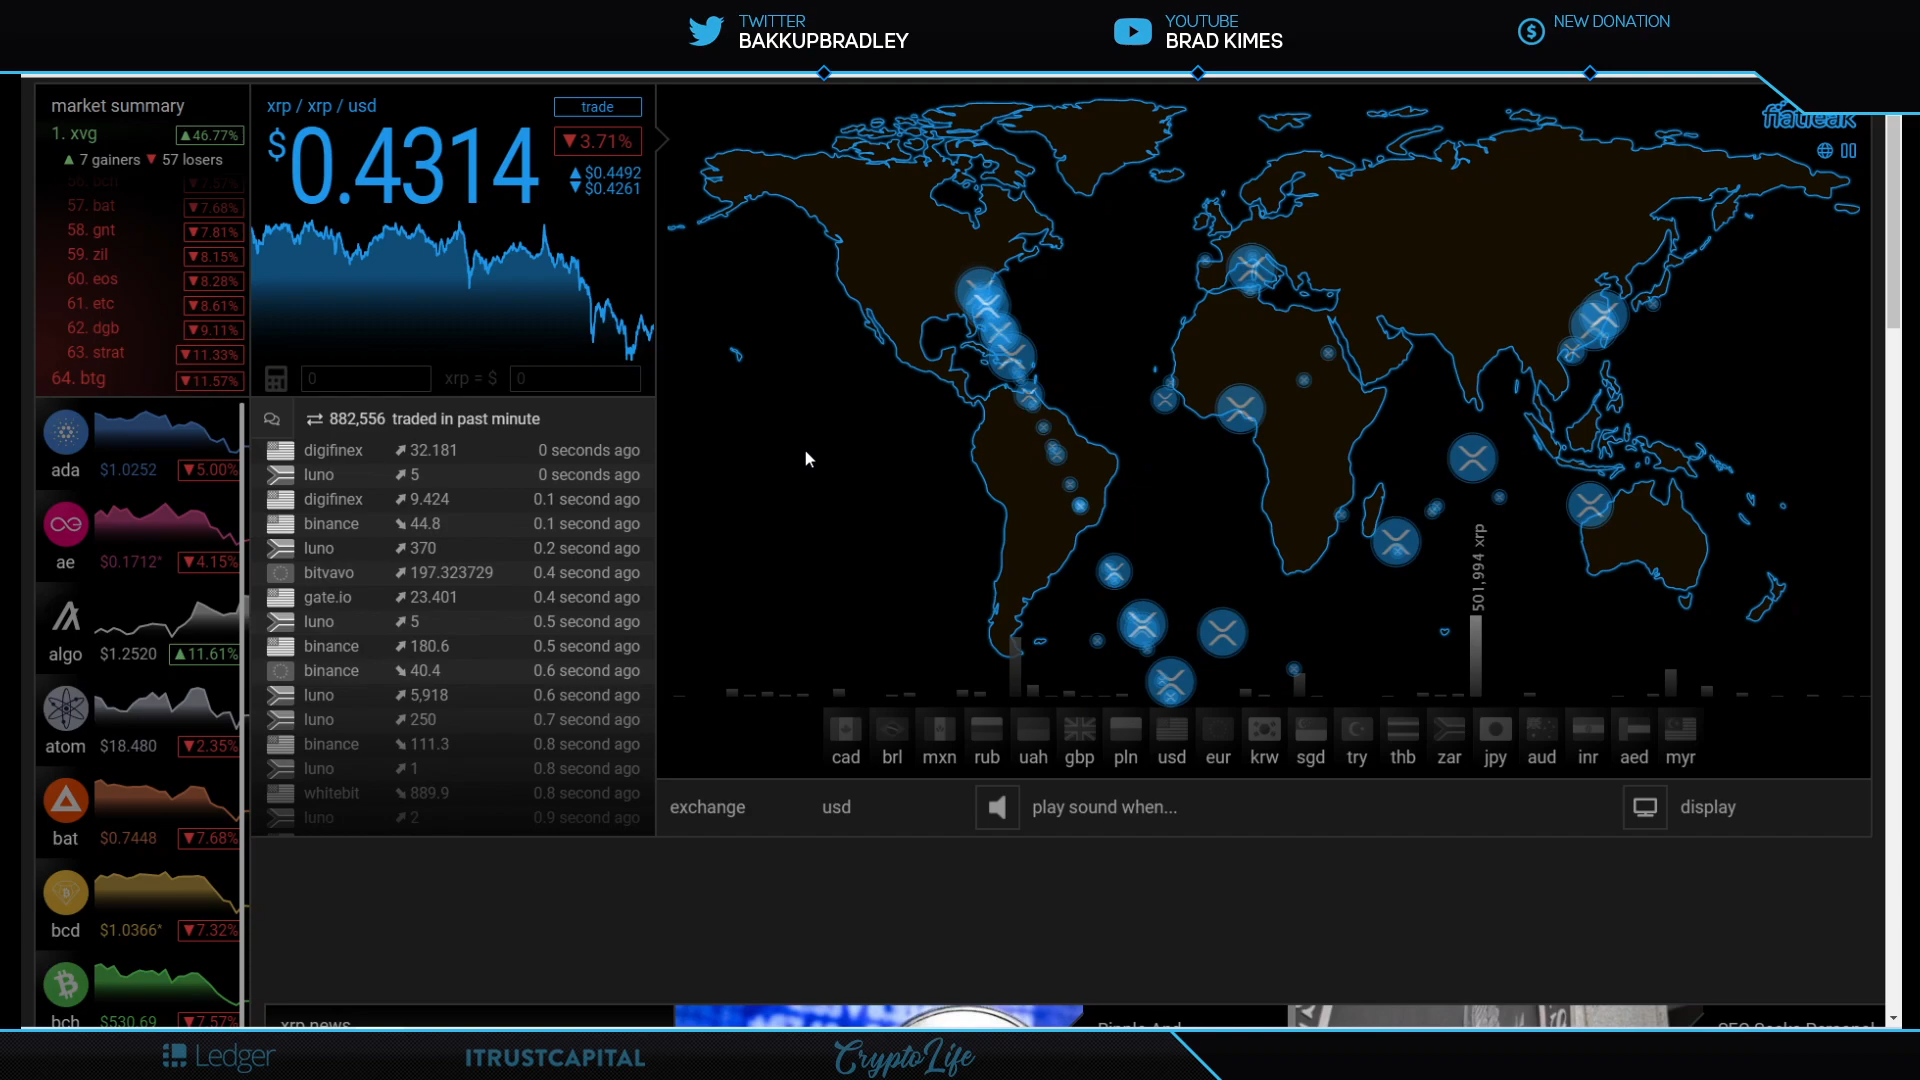 TWITTER
BAKKUPBRADLEY
YOUTUBE
BRAD KIMES
NEW DONATION
market summary
1. xvg ▲46.77%
▲ 7 gainers ▼ 57 losers
57. bat ▼7.68%
58. gnt ▼7.81%
59. zil ▼8.15%
60. eos ▼8.28%
61. etc ▼8.61%
62. dgb ▼9.11%
63. strat ▼11.33%
64. btg ▼11.57%
xrp / xrp / usd
trade
$0.4314
▼3.71%
▲$0.4492
▼$0.4261
0 xrp = $ 0
fiatleak
ada $1.0252 ▼5.00%
ae $0.1712* ▼4.15%
algo $1.2520 ▲11.61%
atom $18.480 ▼2.35%
bat $0.7448 ▼7.68%
bcd $1.0366* ▼7.32%
bch $530.69 ▼7.57%
882,556 traded in past minute
digifinex 32.181 0 seconds ago
luno 5 0 seconds ago
digifinex 9.424 0.1 second ago
binance 44.8 0.1 second ago
luno 370 0.2 second ago
bitvavo 197.323729 0.4 second ago
gate.io 23.401 0.4 second ago
luno 5 0.5 second ago
binance 180.6 0.5 second ago
binance 40.4 0.6 second ago
luno 5,918 0.6 second ago
luno 250 0.7 second ago
binance 111.3 0.8 second ago
luno 1 0.8 second ago
whitebit 889.9 0.8 second ago
luno 2 0.9 second ago
501,994 xrp
cad brl mxn rub uah gbp pln usd eur krw sgd try thb zar jpy aud inr aed myr
exchange usd play sound when... display
xrp news
Ripple And
Ledger
ITRUSTCAPITAL
CryptoLife